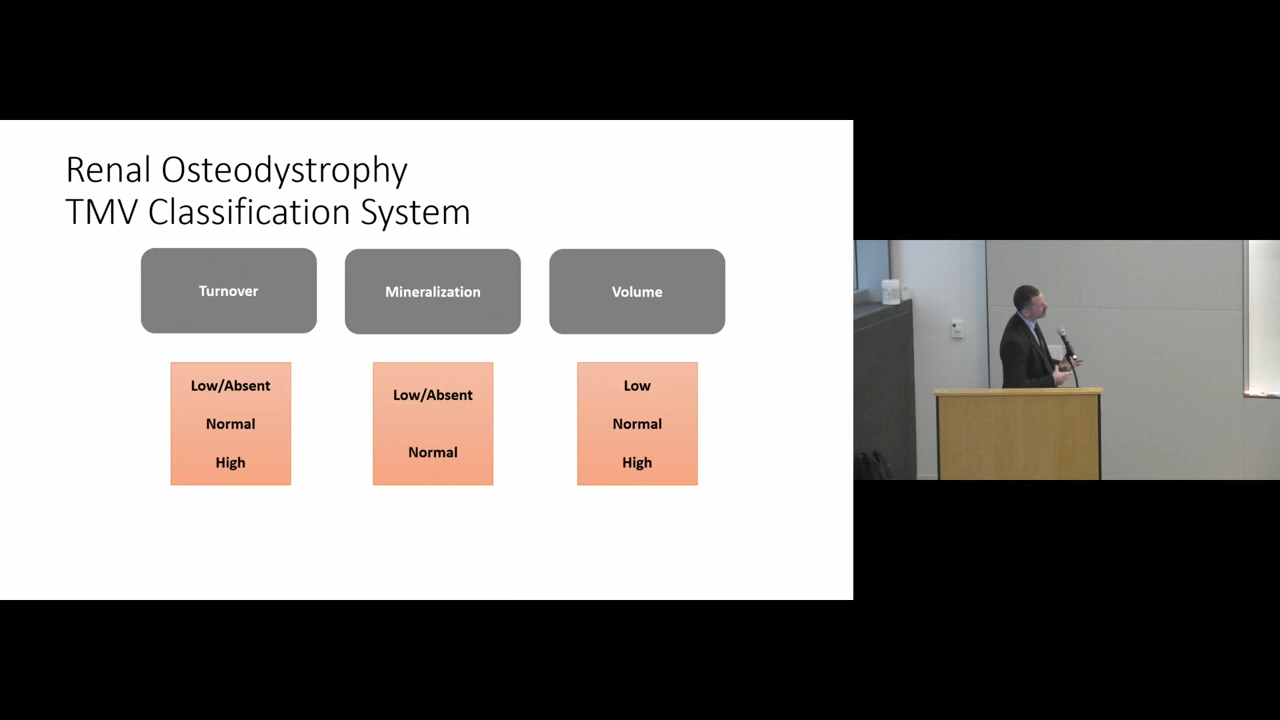 Renal Osteodystrophy
TMV Classification System
Turnover
Mineralization
Volume
Low/Absent
Normal
High
Low/Absent
Normal
Low
Normal
High